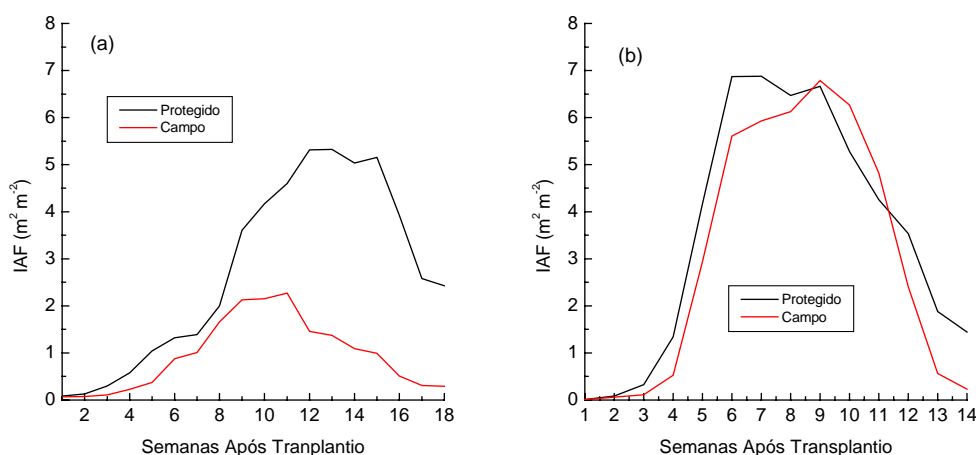 (a)
8
7
6
5
4
3
2
1
0
IAF (m² m⁻²)
Protegido
Campo
2 4 6 8 10 12 14 16 18
Semanas Após Tranplantio
(b)
8
7
6
5
4
3
2
1
0
IAF (m² m⁻²)
Protegido
Campo
1 2 3 4 5 6 7 8 9 10 11 12 13 14
Semanas Após Transplantio